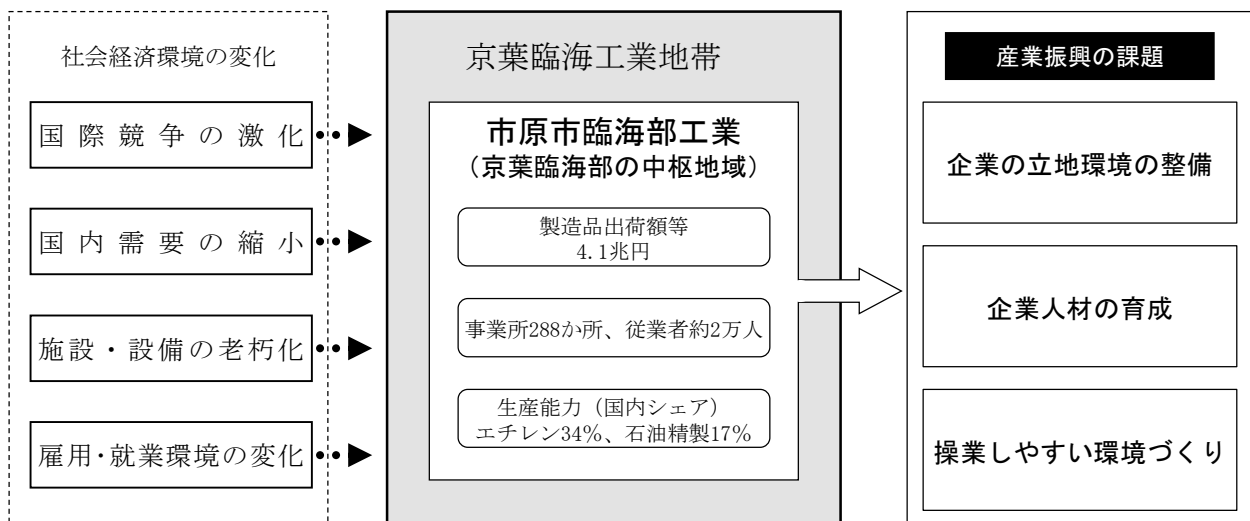 社会経済環境の変化
国際競争の激化
国内需要の縮小
施設・設備の老朽化
雇用・就業環境の変化
京葉臨海工業地帯
市原市臨海部工業
(京葉臨海部の中枢地域)
製造品出荷額等
4.1兆円
事業所288か所、従業者約2万人
生産能力（国内シェア）
エチレン34%、石油精製17%
産業振興の課題
企業の立地環境の整備
企業人材の育成
操業しやすい環境づくり